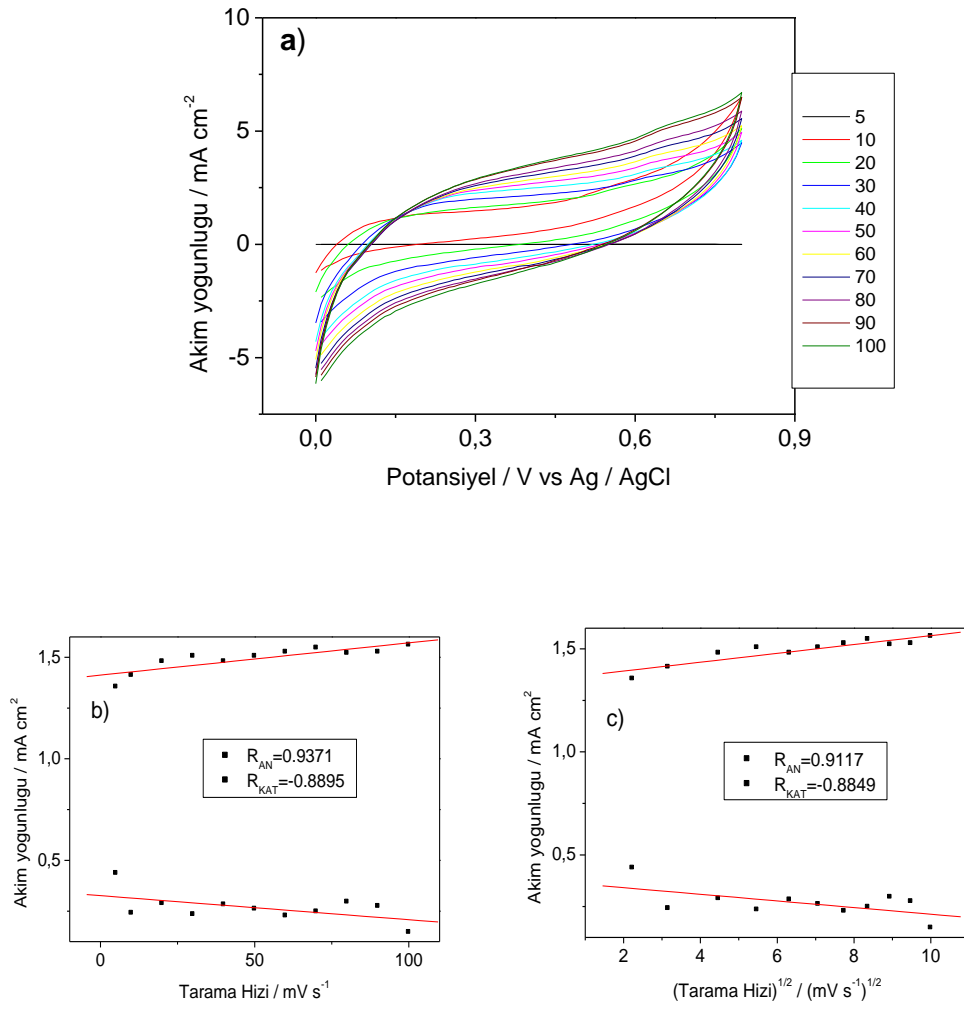 a)
10
5
0
-5
Akim yogunlugu / mA cm-2
0,0
0,3
0,6
0,9
Potansiyel / V vs Ag / AgCl
5
10
20
30
40
50
60
70
80
90
100
b)
1,5
1,0
0,5
Akim yogunlugu / mA cm2
R_AN=0.9371
R_KAT=-0.8895
0
50
100
Tarama Hizi / mV s-1
c)
1,5
1,0
0,5
Akim yogunlugu / mA cm2
R_AN=0.9117
R_KAT=-0.8849
2
4
6
8
10
(Tarama Hizi)1/2 / (mV s-1)1/2